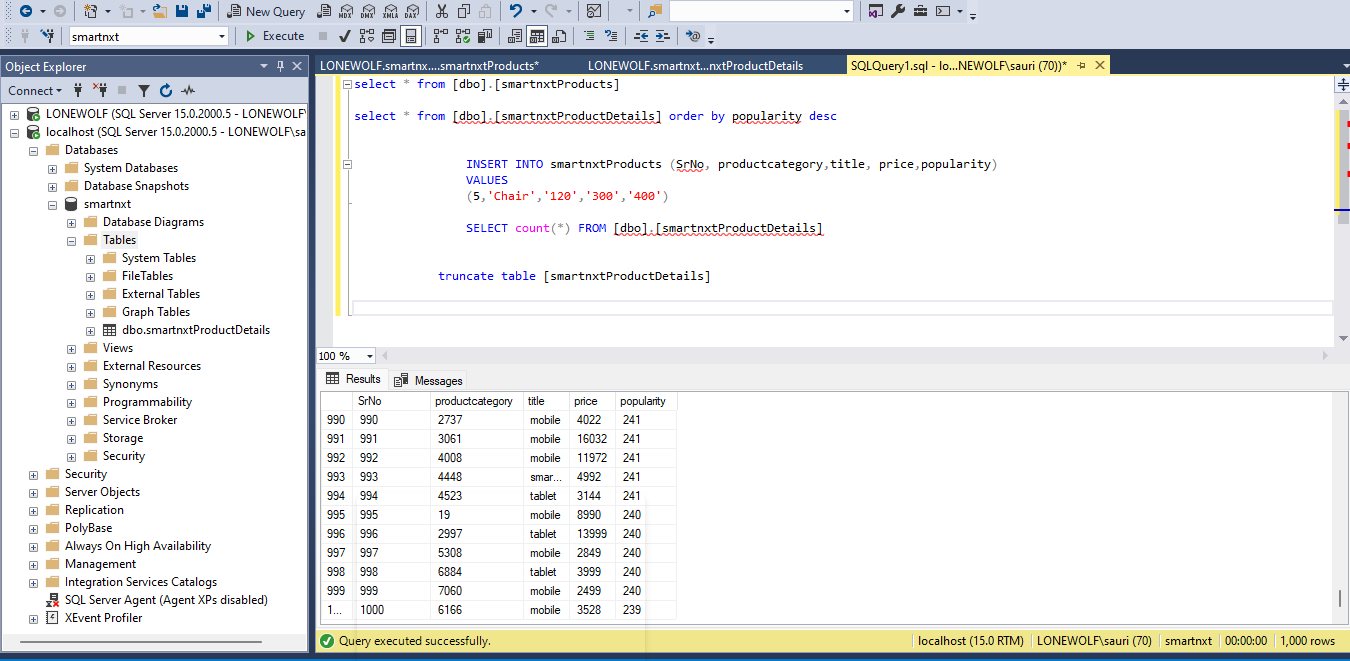 New Query
MDX DMX XMLA DAX
smartnxt Execute
Object Explorer
Connect
LONEWOLF (SQL Server 15.0.2000.5 - LONEWOLF\
localhost (SQL Server 15.0.2000.5 - LONEWOLF\sa
Databases
System Databases
Database Snapshots
smartnxt
Database Diagrams
Tables
System Tables
FileTables
External Tables
Graph Tables
dbo.smartnxtProductDetails
Views
External Resources
Synonyms
Programmability
Service Broker
Storage
Security
Security
Server Objects
Replication
PolyBase
Always On High Availability
Management
Integration Services Catalogs
SQL Server Agent (Agent XPs disabled)
XEvent Profiler
LONEWOLF.smartnx....smartnxtProducts* LONEWOLF.smartnxt...nxtProductDetails SQLQuery1.sql - lo...NEWOLF\sauri (70))*
select * from [dbo].[smartnxtProducts]
select * from [dbo].[smartnxtProductDetails] order by popularity desc
INSERT INTO smartnxtProducts (SrNo, productcategory,title, price,popularity)
VALUES
(5,'Chair','120','300','400')
SELECT count(*) FROM [dbo].[smartnxtProductDetails]
truncate table [smartnxtProductDetails]
100 %
Results Messages
SrNo productcategory title price popularity
990 990 2737 mobile 4022 241
991 991 3061 mobile 16032 241
992 992 4008 mobile 11972 241
993 993 4448 smar... 4992 241
994 994 4523 tablet 3144 241
995 995 19 mobile 8990 240
996 996 2997 tablet 13999 240
997 997 5308 mobile 2849 240
998 998 6884 tablet 3999 240
999 999 7060 mobile 2499 240
1... 1000 6166 mobile 3528 239
Query executed successfully. localhost (15.0 RTM) LONEWOLF\sauri (70) smartnxt 00:00:00 1,000 rows